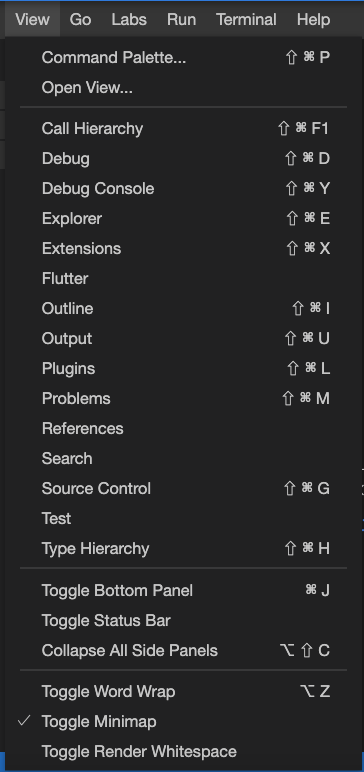 View Go Labs Run Terminal Help
Command Palette... ⇧ ⌘ P
Open View...
Call Hierarchy ⇧ ⌘ F1
Debug ⇧ ⌘ D
Debug Console ⇧ ⌘ Y
Explorer ⇧ ⌘ E
Extensions ⇧ ⌘ X
Flutter
Outline ⇧ ⌘ I
Output ⇧ ⌘ U
Plugins ⇧ ⌘ L
Problems ⇧ ⌘ M
References
Search
Source Control ⇧ ⌘ G
Test
Type Hierarchy ⇧ ⌘ H
Toggle Bottom Panel ⌘ J
Toggle Status Bar
Collapse All Side Panels ⌥ ⇧ C
Toggle Word Wrap ⌥ Z
✓ Toggle Minimap
Toggle Render Whitespace